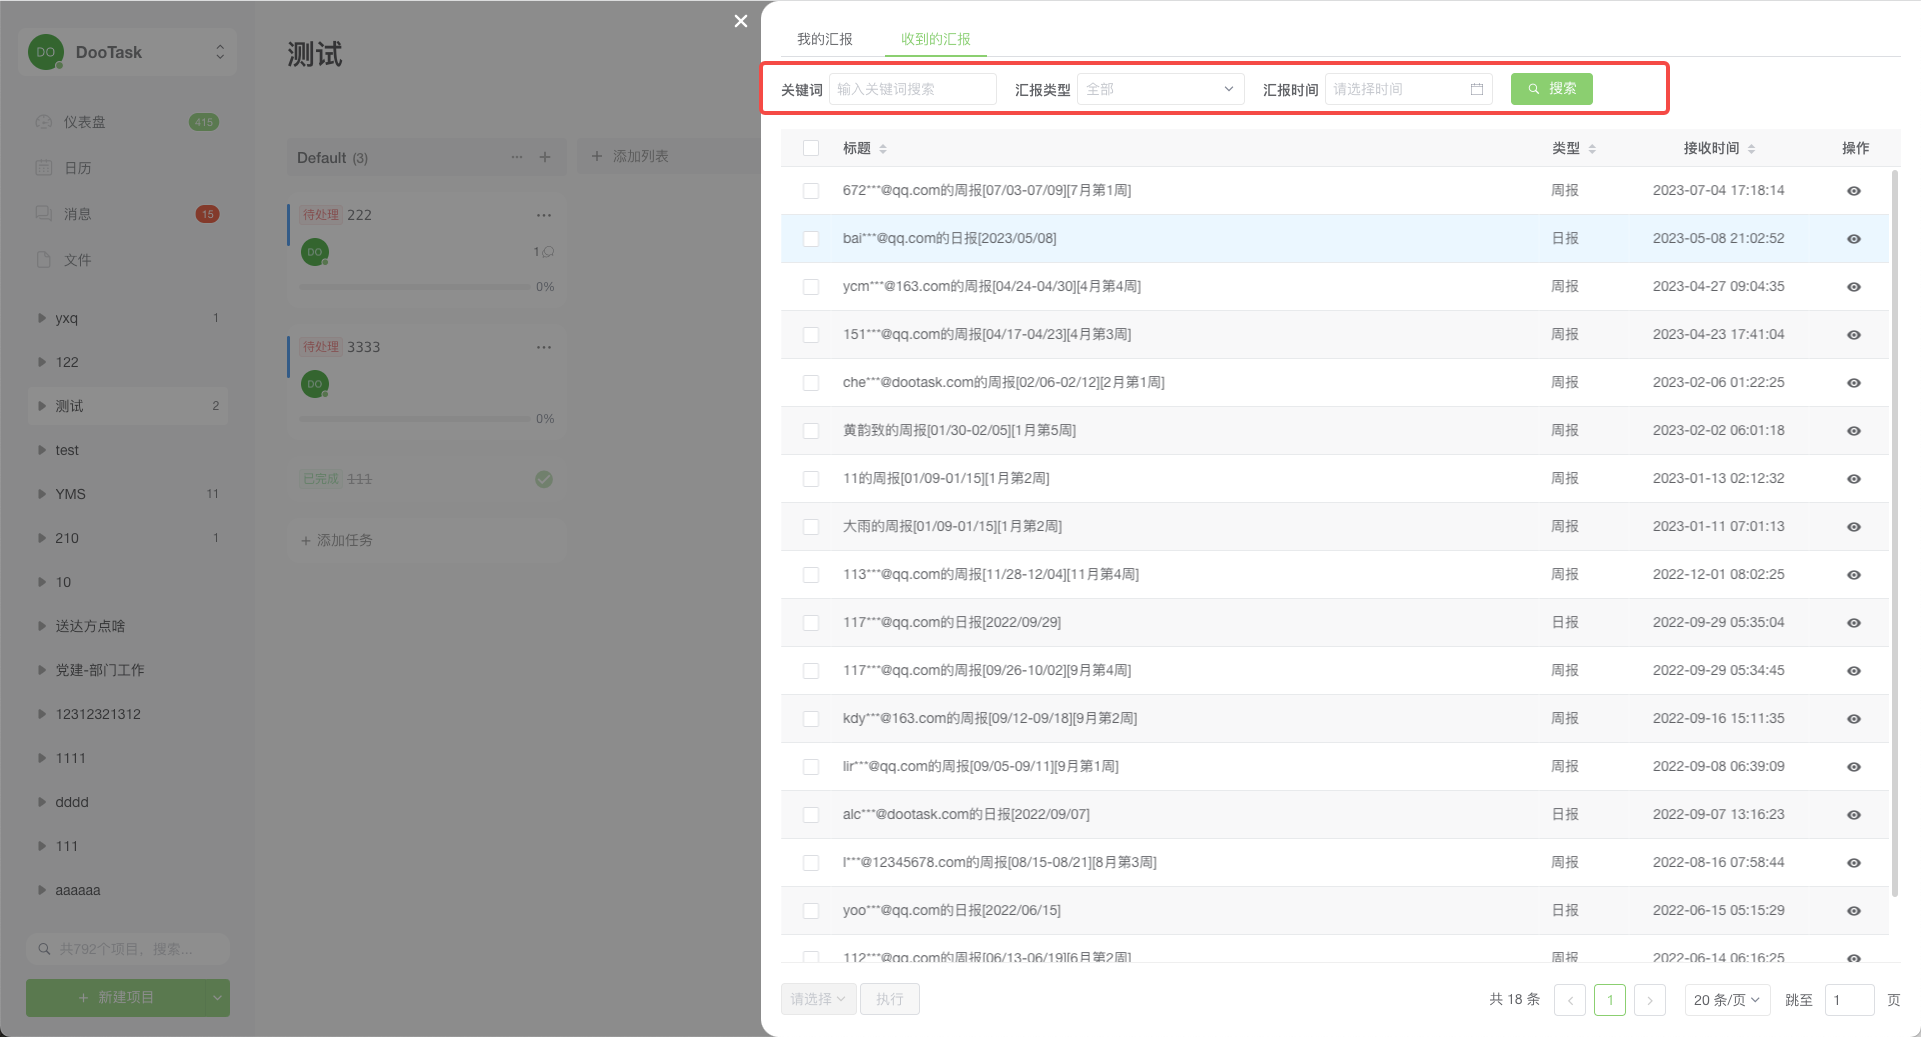 DO DooTask
仪表盘 415
日历
消息 15
文件
yxq 1
122
测试 2
test
YMS 11
210 1
10
送达方点啥
党建-部门工作
12312321312
1111
dddd
111
aaaaaa
共792个项目，搜索...
+ 新建项目
测试
Default (3) ··· +
+ 添加列表
待处理 222 ···
DO 1
0%
待处理 3333 ···
DO
0%
已完成 111
+ 添加任务
我的汇报 收到的汇报
关键词 输入关键词搜索 汇报类型 全部 汇报时间 请选择时间 搜索
标题 类型 接收时间 操作
672***@qq.com的周报[07/03-07/09][7月第1周] 周报 2023-07-04 17:18:14
bai***@qq.com的日报[2023/05/08] 日报 2023-05-08 21:02:52
ycm***@163.com的周报[04/24-04/30][4月第4周] 周报 2023-04-27 09:04:35
151***@qq.com的周报[04/17-04/23][4月第3周] 周报 2023-04-23 17:41:04
che***@dootask.com的周报[02/06-02/12][2月第1周] 周报 2023-02-06 01:22:25
黄韵致的周报[01/30-02/05][1月第5周] 周报 2023-02-02 06:01:18
11的周报[01/09-01/15][1月第2周] 周报 2023-01-13 02:12:32
大雨的周报[01/09-01/15][1月第2周] 周报 2023-01-11 07:01:13
113***@qq.com的周报[11/28-12/04][11月第4周] 周报 2022-12-01 08:02:25
117***@qq.com的日报[2022/09/29] 日报 2022-09-29 05:35:04
117***@qq.com的周报[09/26-10/02][9月第4周] 周报 2022-09-29 05:34:45
kdy***@163.com的周报[09/12-09/18][9月第2周] 周报 2022-09-16 15:11:35
lir***@qq.com的周报[09/05-09/11][9月第1周] 周报 2022-09-08 06:39:09
alc***@dootask.com的日报[2022/09/07] 日报 2022-09-07 13:16:23
l***@12345678.com的周报[08/15-08/21][8月第3周] 周报 2022-08-16 07:58:44
yoo***@qq.com的日报[2022/06/15] 日报 2022-06-15 05:15:29
112***@qq.com的周报[06/13-06/19][6月第2周] 周报 2022-06-14 06:16:25
请选择 执行 共 18 条 1 20 条/页 跳至 1 页